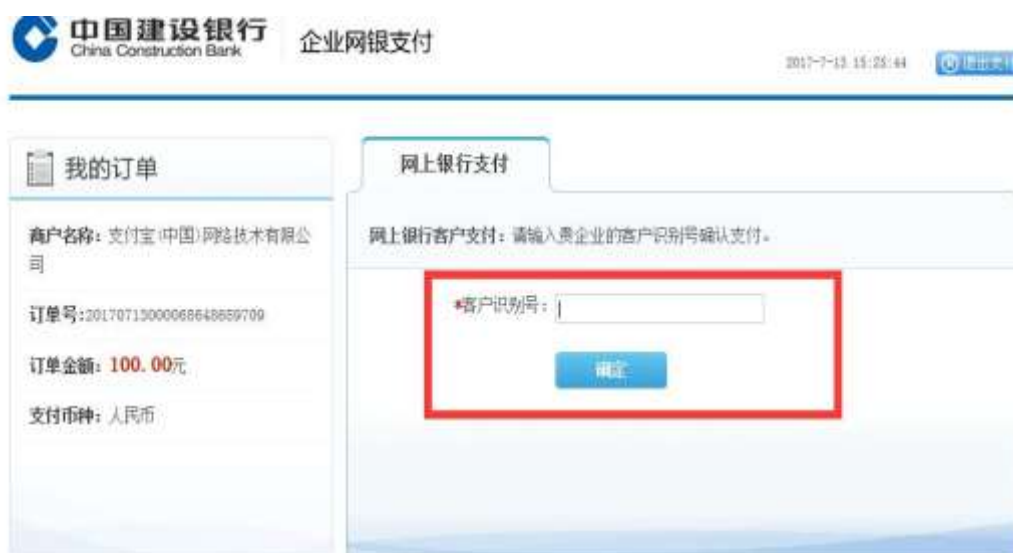 中国建设银行
China Construction Bank
企业网银支付
2017-7-13 15:25:44
我的订单
商户名称：支付宝(中国)网络技术有限公
司
订单金额：100.00元
支付币种：人民币
网上银行支付
网上银行客户支付：请输入贵企业的客户识别号确认支付。
*客户识别号：
确定